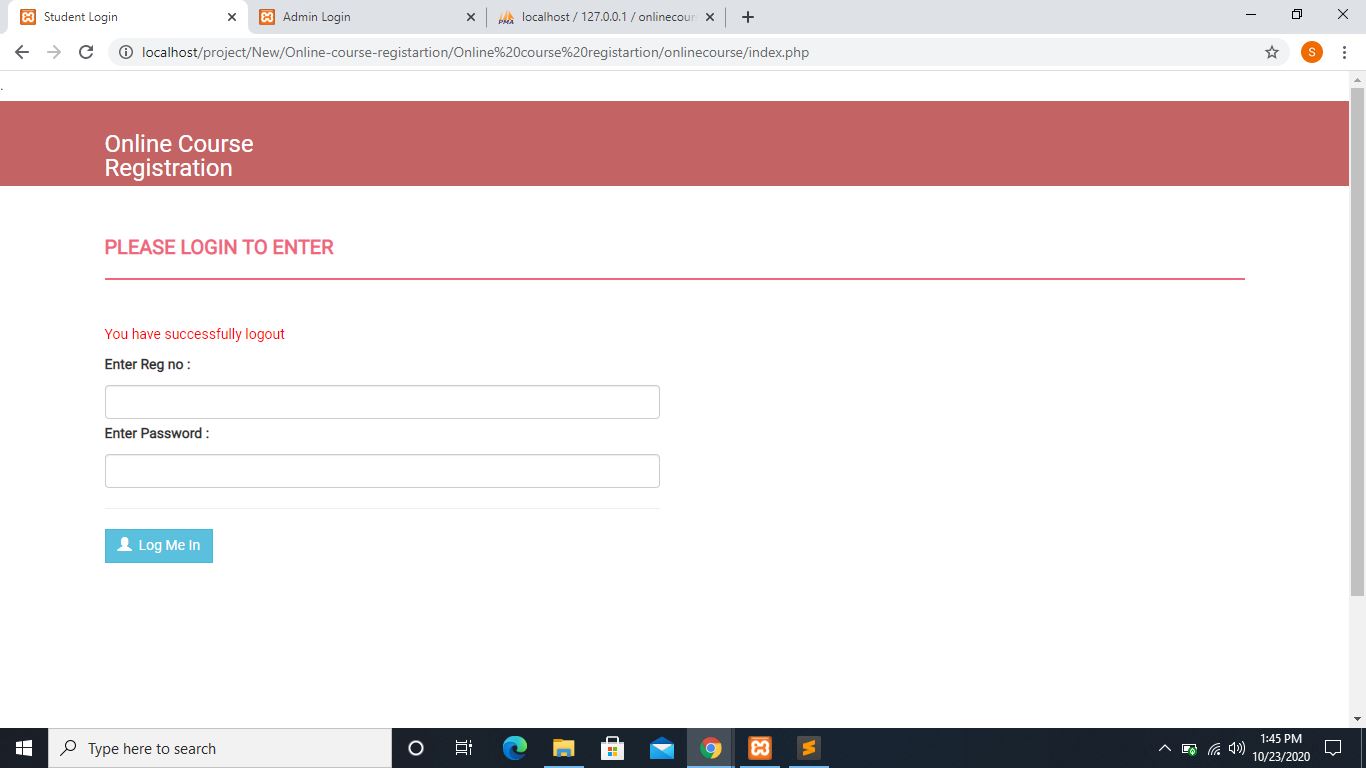 Student Login
Admin Login
localhost / 127.0.0.1 / onlinecour
localhost/project/New/Online-course-registartion/Online%20course%20registartion/onlinecourse/index.php
S
.
Online Course
Registration
PLEASE LOGIN TO ENTER
You have successfully logout
Enter Reg no :
Enter Password :
Log Me In
Type here to search
1:45 PM
10/23/2020